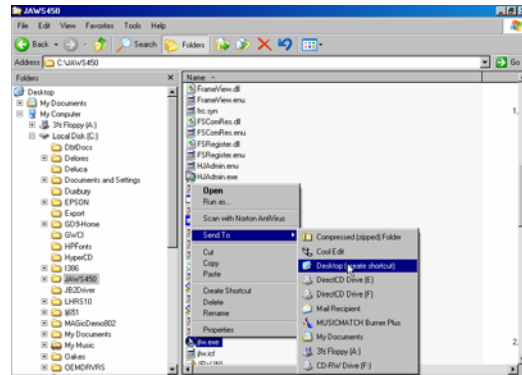 JAWS450
File Edit View Favorites Tools Help
Back Search Folders
Address C:\JAWS450 Go
Folders
Desktop
My Documents
My Computer
3½ Floppy (A:)
Local Disk (C:)
DbtDocs
Delores
Deluca
Documents and Settings
Duxbury
EPSON
Export
GD9-Home
GWCI
HPFonts
HyperCD
I386
JAWS450
JB2Driver
LHRS10
lj651
MAGicDemo802
My Documents
My Music
Oakes
OEMDRVRS
Name
FrameView.dll
FrameView.enu
frc.syn
FSComRes.dll
FSComRes.enu
FSRegister.dll
FSRegister.enu
HJAdmin.enu
HJAdmin.exe
1,
Open
Run as...
Scan with Norton AntiVirus
Send To
Cut
Copy
Paste
Create Shortcut
Delete
Rename
Properties
Compressed (zipped) Folder
Cool Edit
Desktop (create shortcut)
DirectCD Drive (E)
DirectCD Drive (F)
Mail Recipient
MUSICMATCH Burner Plus
My Documents
3½ Floppy (A:)
CD-RW Drive (F:)
jfw.exe
2,
jfw.icf